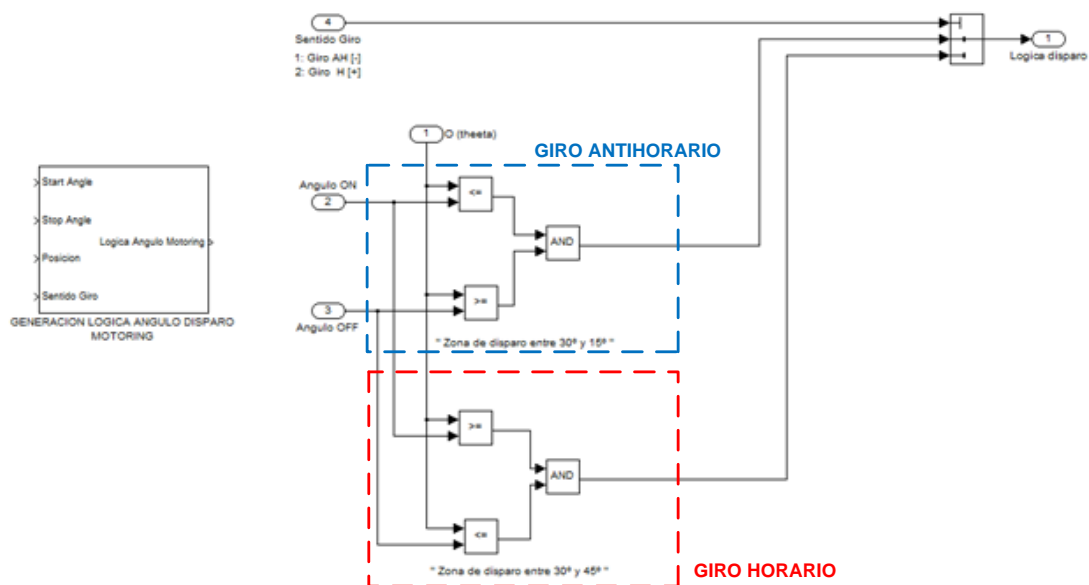 4
Sentido Giro
1: Giro AH [-]
2: Giro H [+]
1
Logica disparo
1
O (theeta)
GIRO ANTIHORARIO
Start Angle
Stop Angle
Logica Angulo Motoring
Posicion
Sentido Giro
GENERACION LOGICA ANGULO DISPARO
MOTORING
Angulo ON
2
<=
AND
>=
3
Angulo OFF
" Zona de disparo entre 30º y 15º "
>=
AND
<=
" Zona de disparo entre 30º y 45º "
GIRO HORARIO